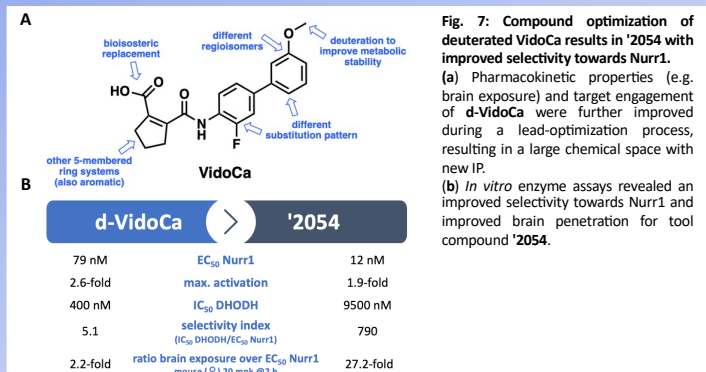 A
different
regioisomers
deuteration to
improve metabolic
stability
bioisosteric
replacement
O
O
HO
O
N
H
F
different
substitution pattern
other 5-membered
ring systems
(also aromatic)
VidoCa
B
d-VidoCa > '2054
79 nM EC50 Nurr1 12 nM
2.6-fold max. activation 1.9-fold
400 nM IC50 DHODH 9500 nM
5.1 selectivity index 790
(IC50 DHODH/EC50 Nurr1)
2.2-fold ratio brain exposure over EC50 Nurr1 27.2-fold
mouse (♀) 20 mpk @2 h
Fig. 7: Compound optimization of
deuterated VidoCa results in '2054 with
improved selectivity towards Nurr1.
(a) Pharmacokinetic properties (e.g.
brain exposure) and target engagement
of d-VidoCa were further improved
during a lead-optimization process,
resulting in a large chemical space with
new IP.
(b) In vitro enzyme assays revealed an
improved selectivity towards Nurr1 and
improved brain penetration for tool
compound '2054.